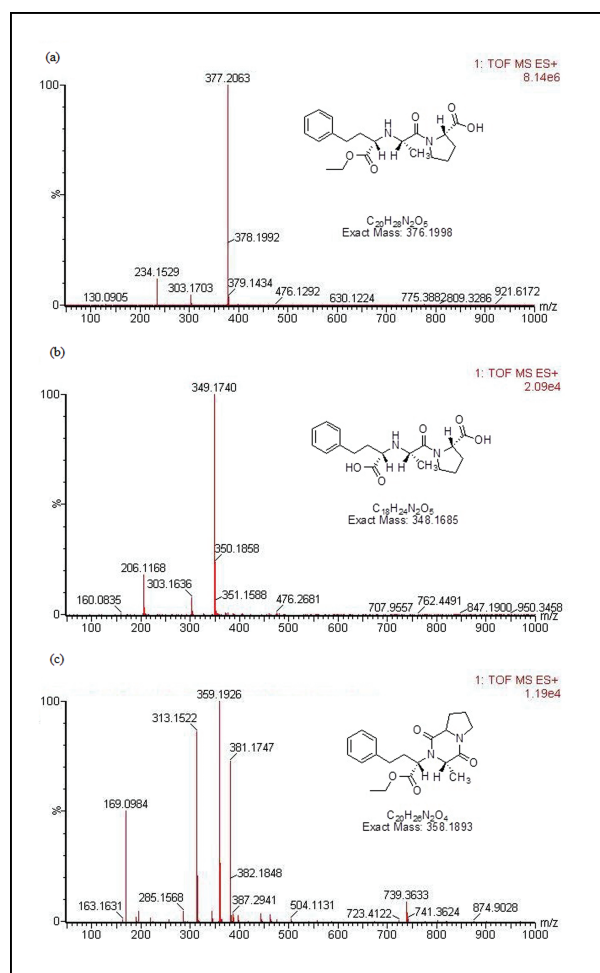 (a)
1: TOF MS ES+
8.14e6
100
377.2063
%
378.1992
234.1529
303.1703
379.1434
130.0905
476.1292
630.1224
775.3882
809.3286
921.6172
N
H
H
O
CH3
N
H
O
OH
O
O
C20H28N2O5
Exact Mass: 376.1998
0
100 200 300 400 500 600 700 800 900 1000 m/z
(b)
1: TOF MS ES+
2.09e4
100
349.1740
%
350.1858
206.1168
303.1636
351.1588
160.0835
476.2681
707.9557
762.4491
847.1900
950.3458
H
N
H
HO
O
H
O
CH3
N
H
O
OH
C18H24N2O5
Exact Mass: 348.1685
0
100 200 300 400 500 600 700 800 900 1000 m/z
(c)
1: TOF MS ES+
1.19e4
100
359.1926
313.1522
381.1747
%
169.0984
382.1848
163.1631
285.1568
387.2941
504.1131
723.4122
739.3633
741.3624
874.9028
O
N
N
O
H
H
CH3
O
O
C20H26N2O4
Exact Mass: 358.1893
0
100 200 300 400 500 600 700 800 900 1000 m/z